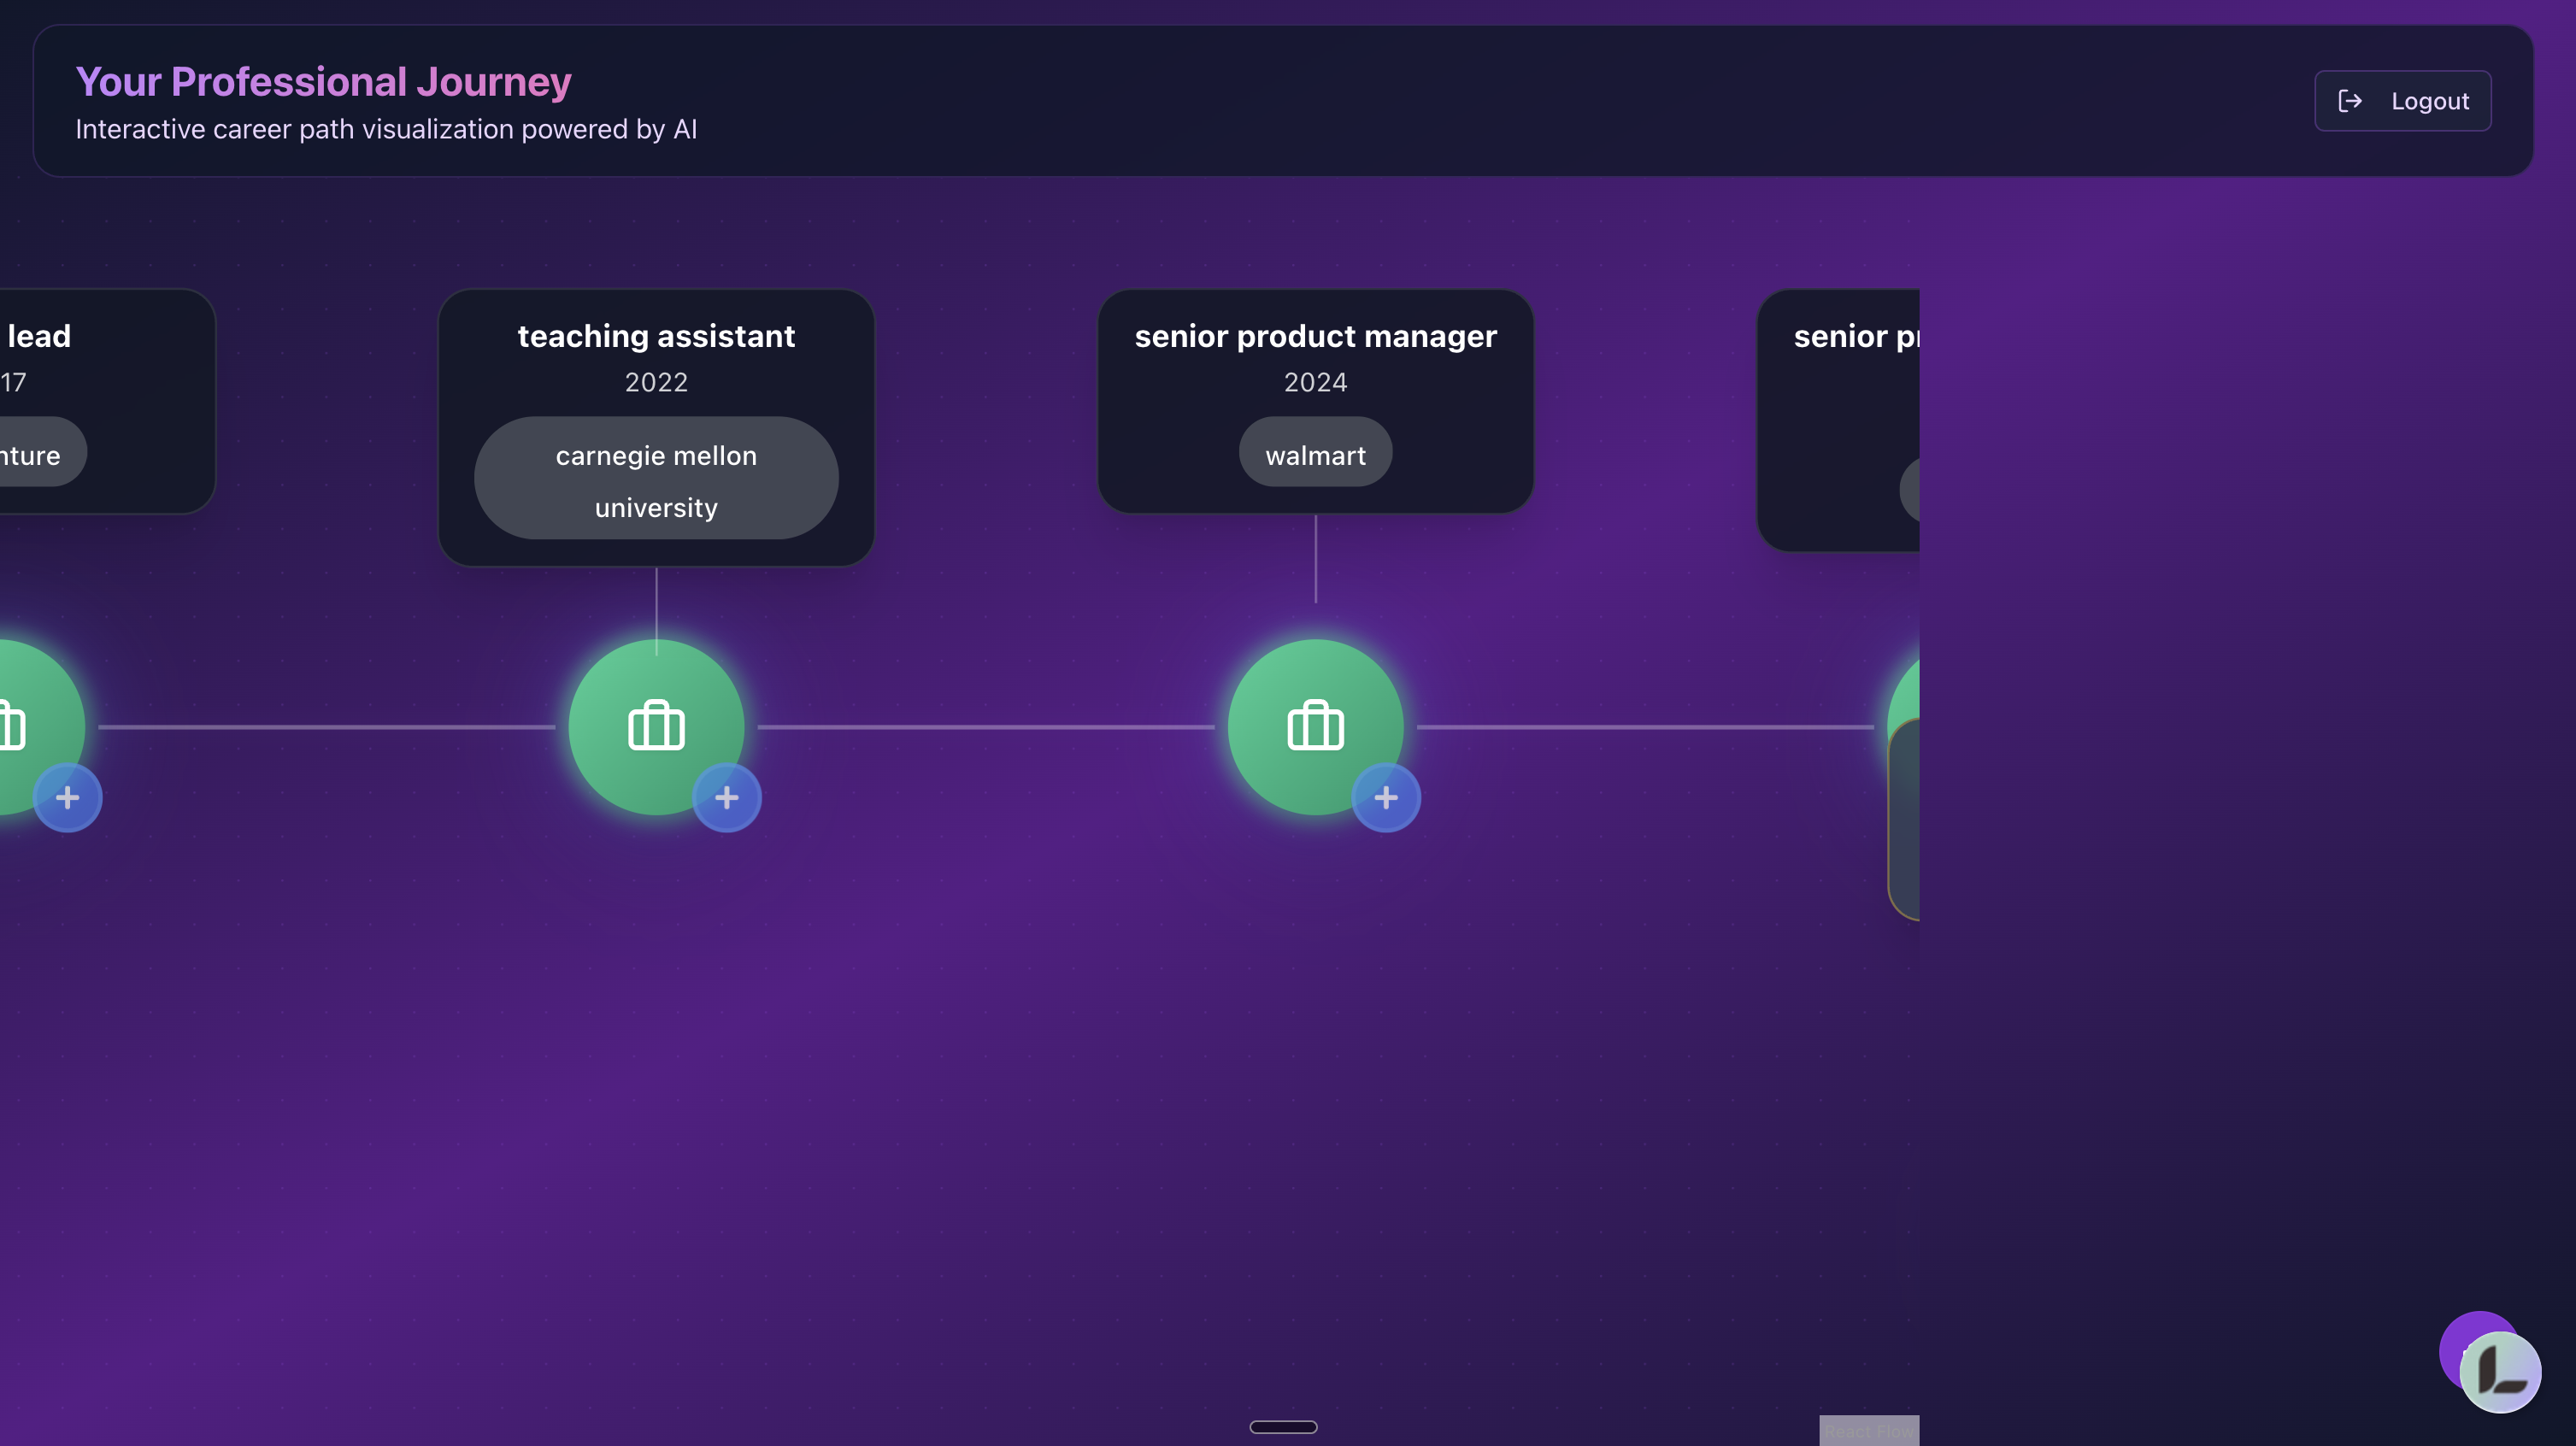 Your Professional Journey
Interactive career path visualization powered by AI
Logout
lead
17
nture
teaching assistant
2022
carnegie mellon
university
senior product manager
2024
walmart
senior pr
React Flow